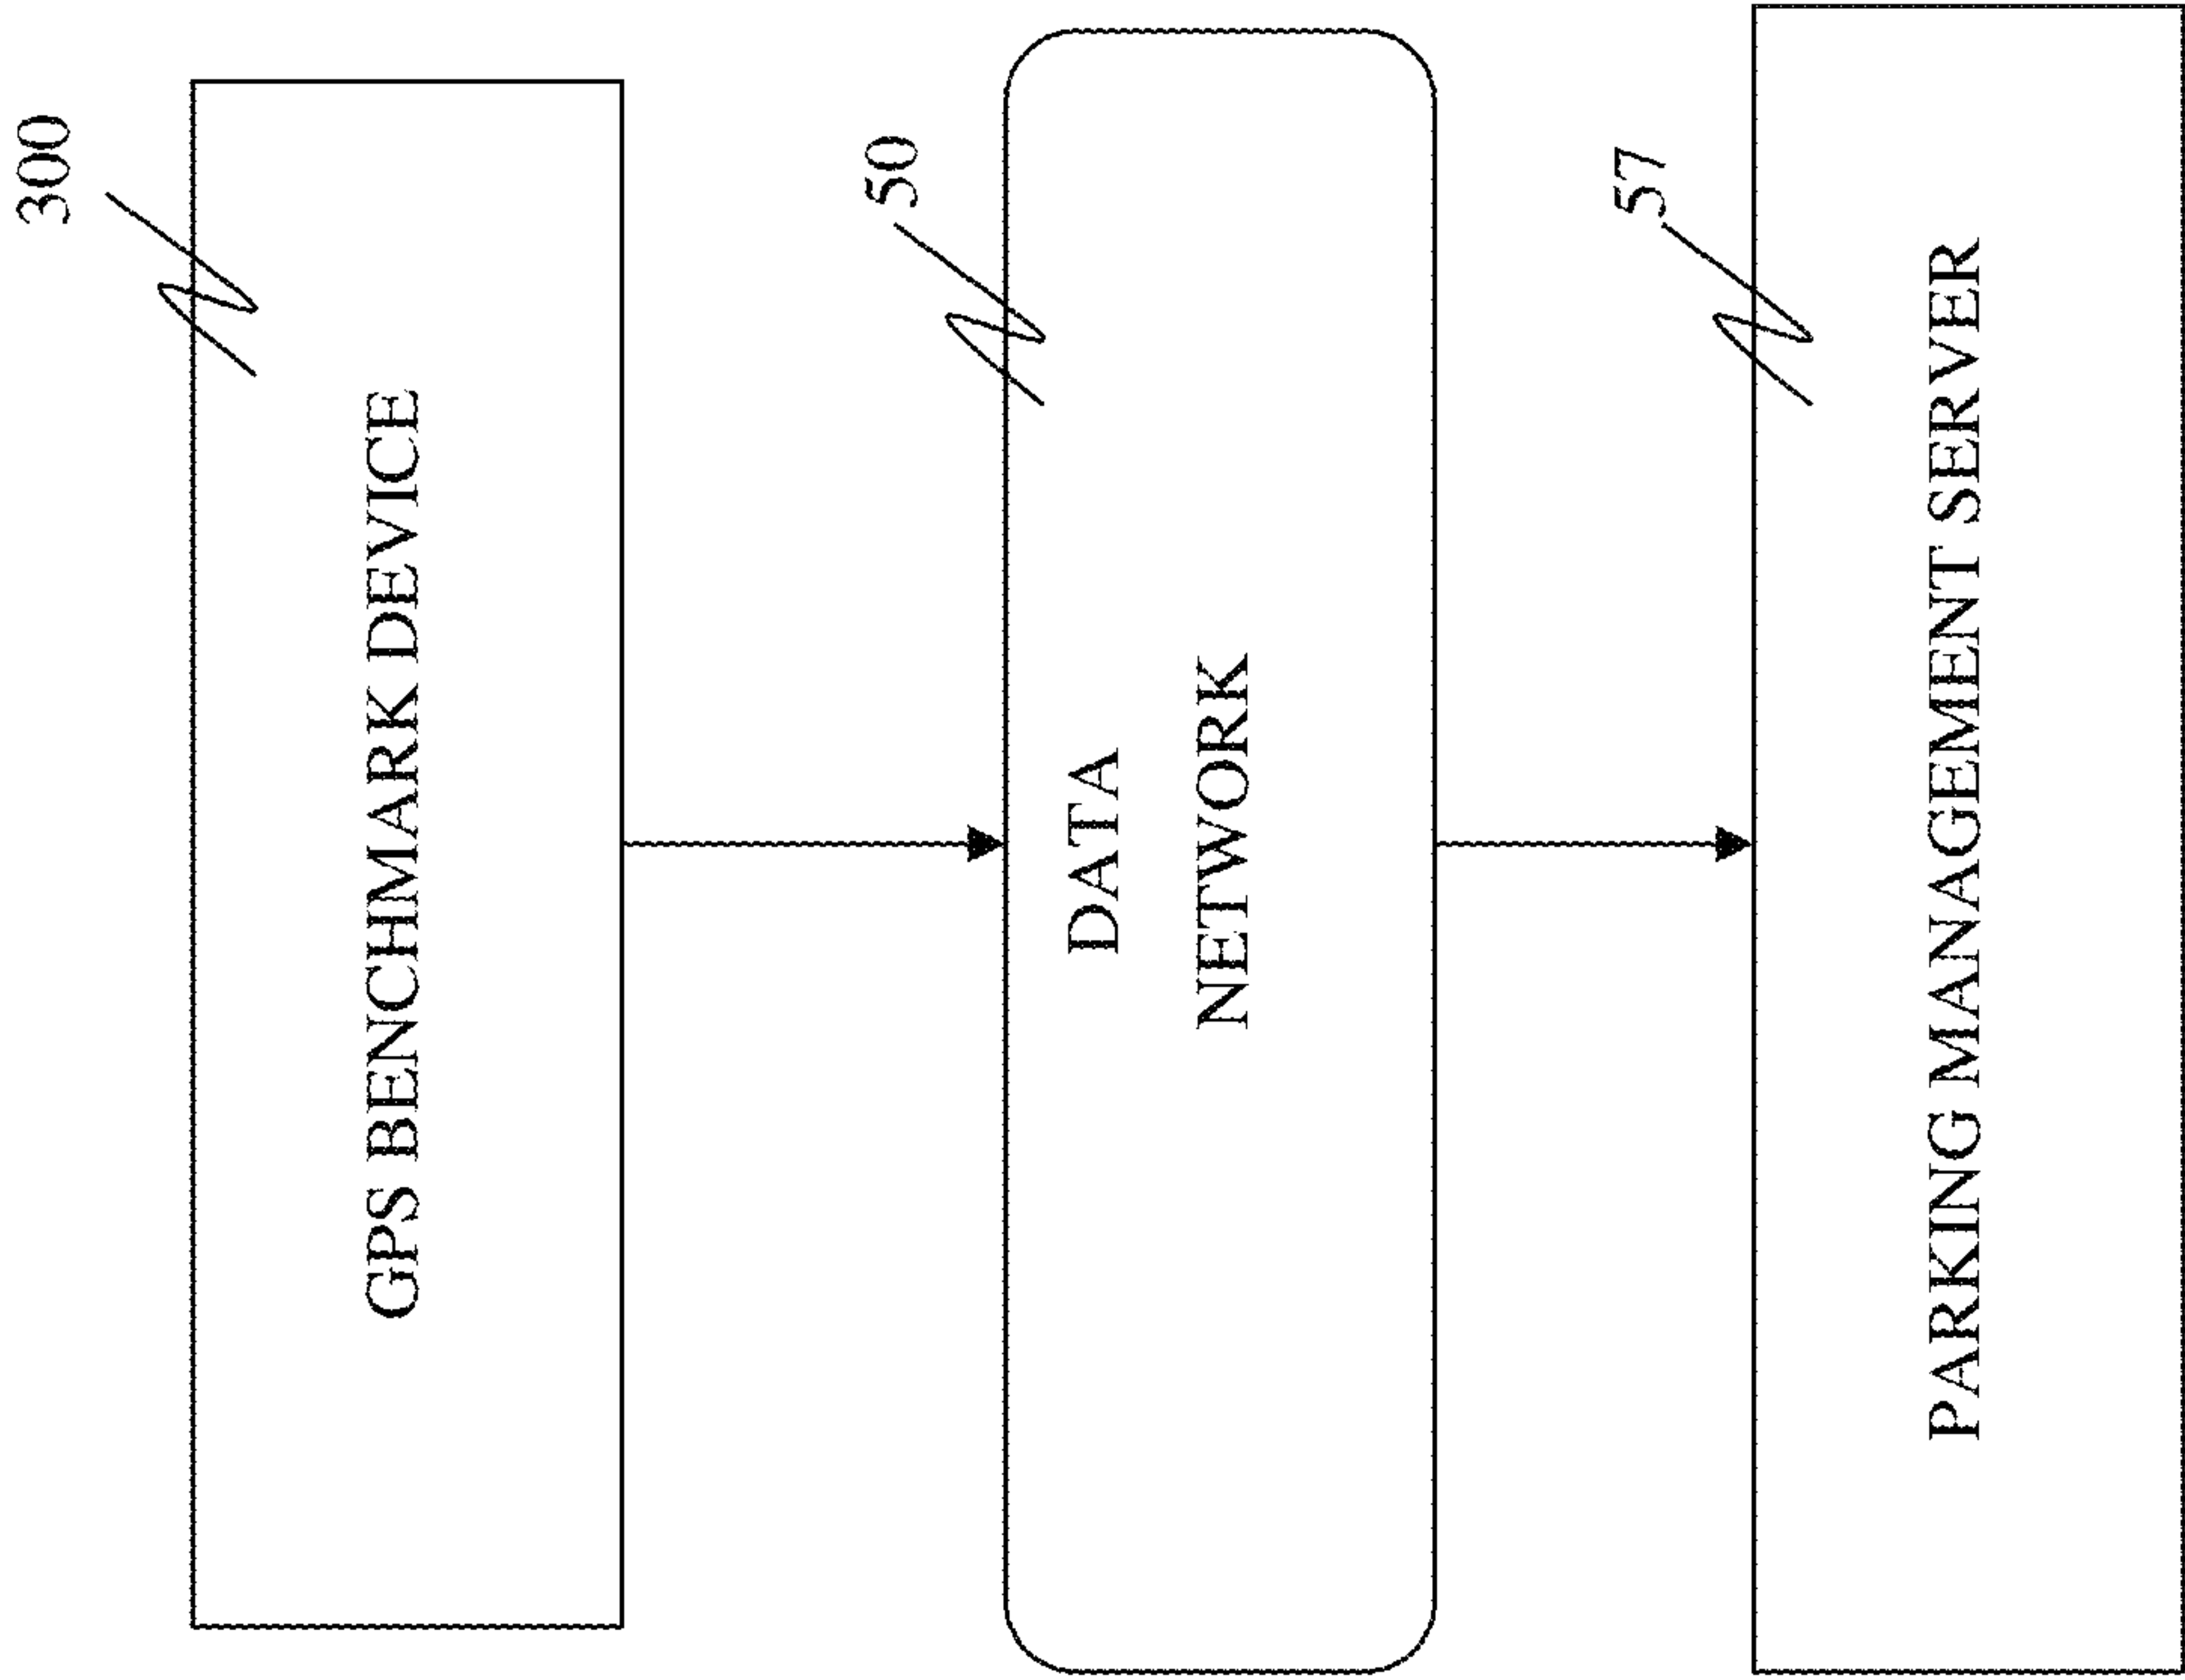 300
GPS BENCHMARK DEVICE
50
DATA
NETWORK
57
PARKING MANAGEMENT SERVER